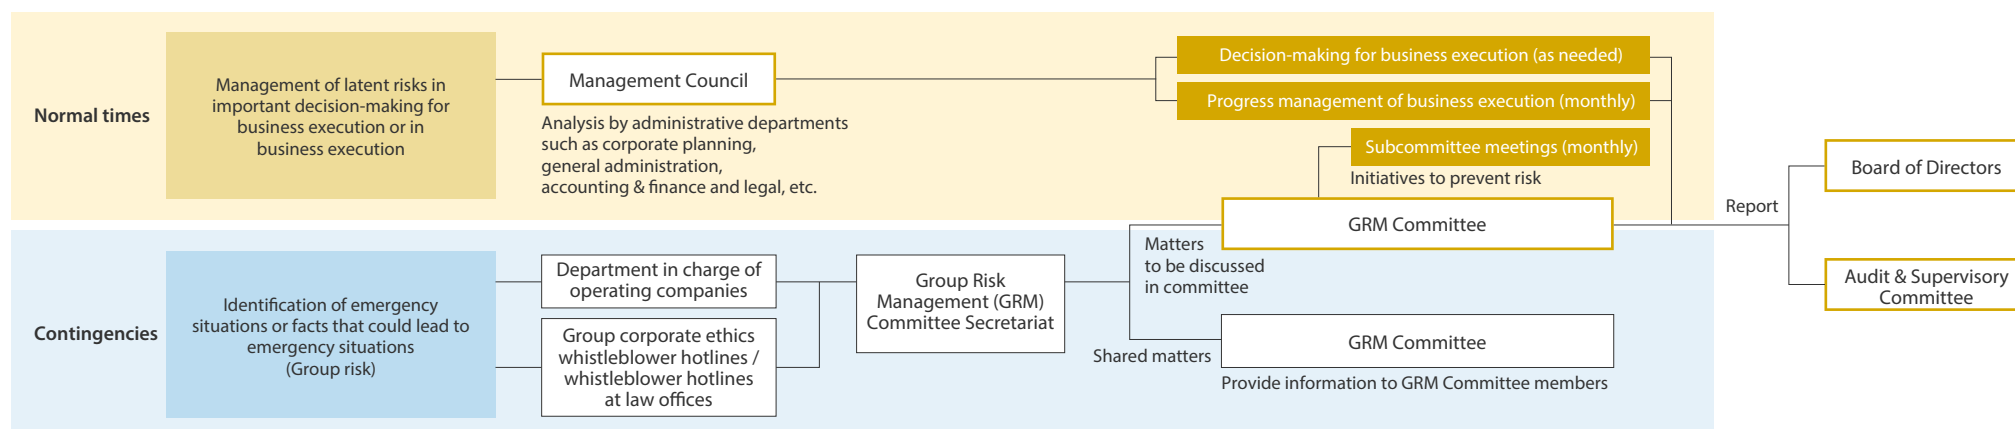 Normal times
Management of latent risks in
important decision-making for
business execution or in
business execution
Management Council
Analysis by administrative departments
such as corporate planning,
general administration,
accounting & finance and legal, etc.
Decision-making for business execution (as needed)
Progress management of business execution (monthly)
Subcommittee meetings (monthly)
Initiatives to prevent risk
GRM Committee
Report
Board of Directors
Audit & Supervisory
Committee
Contingencies
Identification of emergency
situations or facts that could lead to
emergency situations
(Group risk)
Department in charge of
operating companies
Group corporate ethics
whistleblower hotlines /
whistleblower hotlines
at law offices
Group Risk
Management (GRM)
Committee Secretariat
Matters
to be discussed
in committee
Shared matters
GRM Committee
Provide information to GRM Committee members